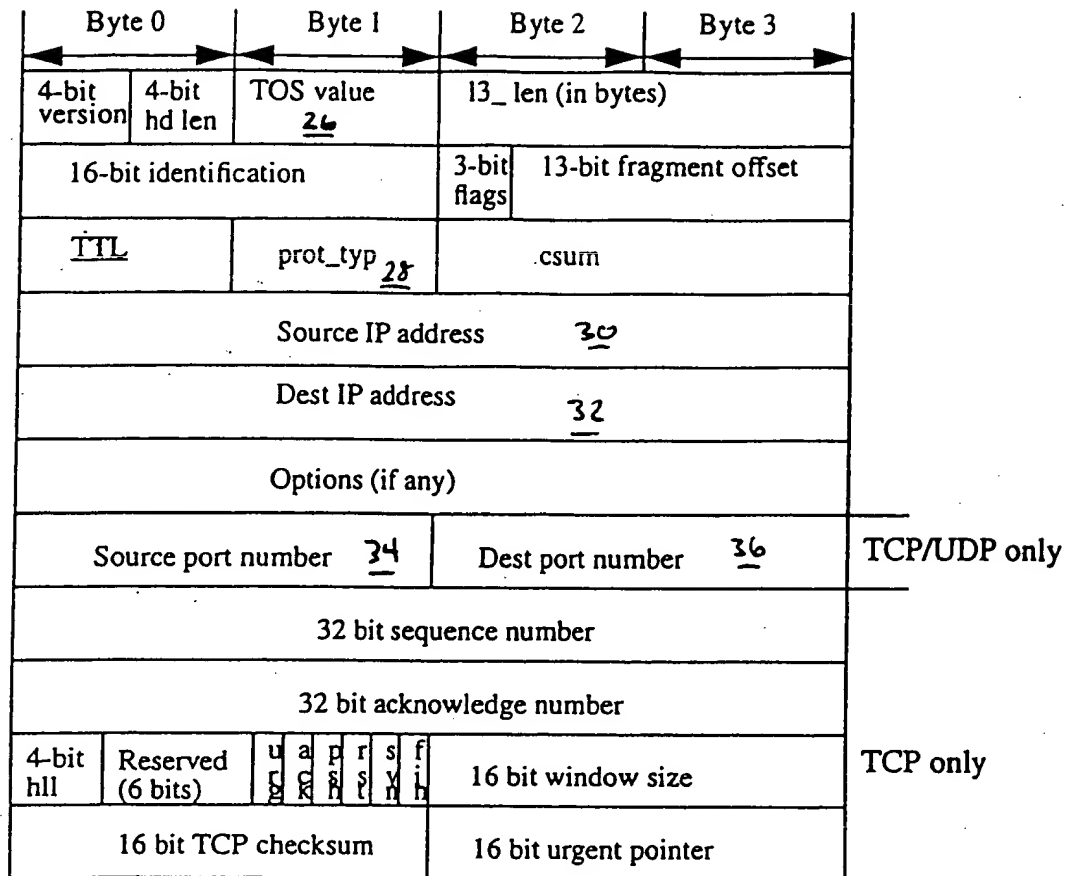 Byte 0 Byte 1 Byte 2 Byte 3
4-bit version 4-bit hd len TOS value 26 13_ len (in bytes)
16-bit identification 3-bit flags 13-bit fragment offset
TTL prot_typ 28 csum
Source IP address 30
Dest IP address 32
Options (if any)
Source port number 34 Dest port number 36 TCP/UDP only
32 bit sequence number
32 bit acknowledge number
4-bit hll Reserved (6 bits) urg ack psh rst syn fin 16 bit window size TCP only
16 bit TCP checksum 16 bit urgent pointer